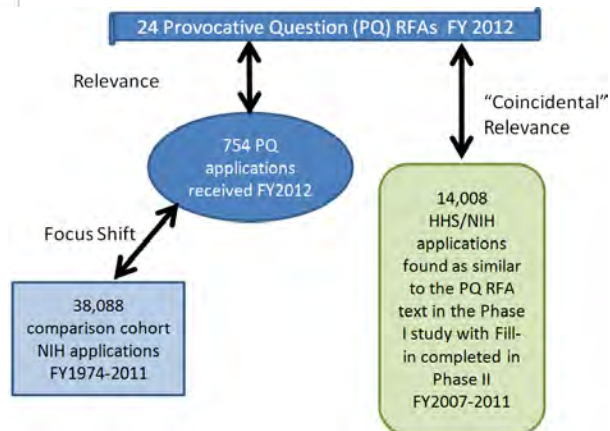 24 Provocative Question (PQ) RFAs FY 2012
Relevance
"Coincidental"
Relevance
754 PQ
applications
received FY2012
Focus Shift
38,088
comparison cohort
NIH applications
FY1974-2011
14,008
HHS/NIH
applications
found as similar
to the PQ RFA
text in the Phase
I study with Fill-
in completed in
Phase II
FY2007-2011